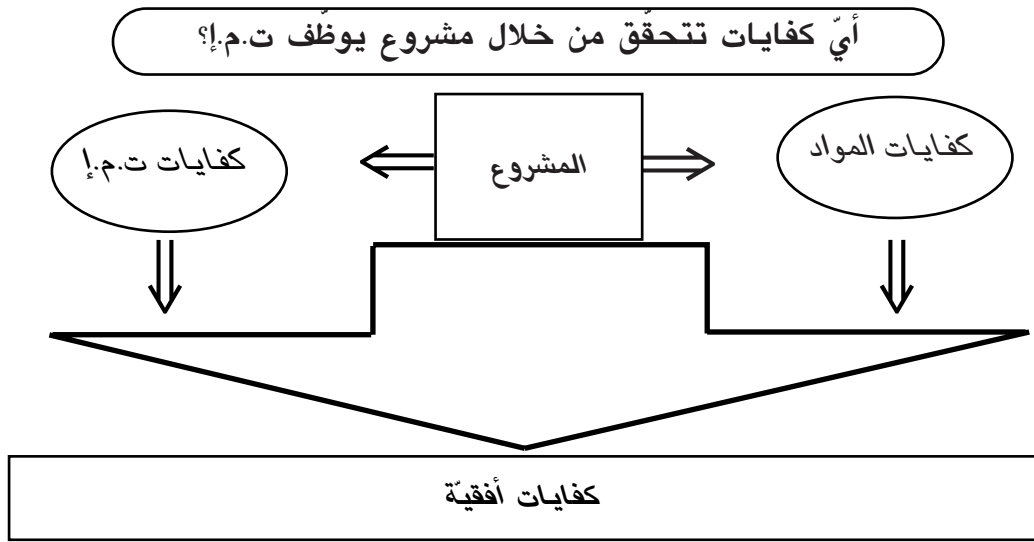 أيّ كفايات تتحقّق من خلال مشروع يوظّف ت.م.إ؟
كفايات المواد
المشروع
كفايات ت.م.إ
كفايات أفقيّة